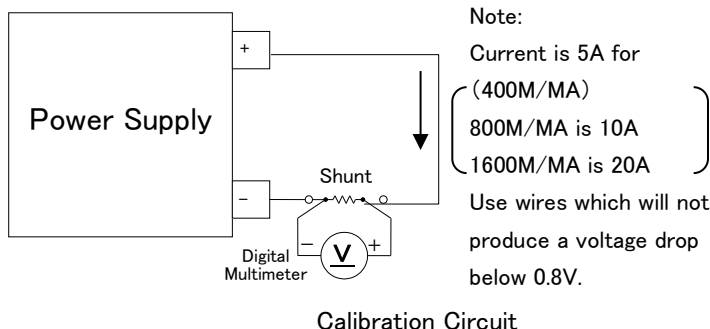 Power Supply
+
-
Shunt
- V +
Digital
Multimeter
Note:
Current is 5A for
(400M/MA)
800M/MA is 10A
1600M/MA is 20A
Use wires which will not
produce a voltage drop
below 0.8V.
Calibration Circuit